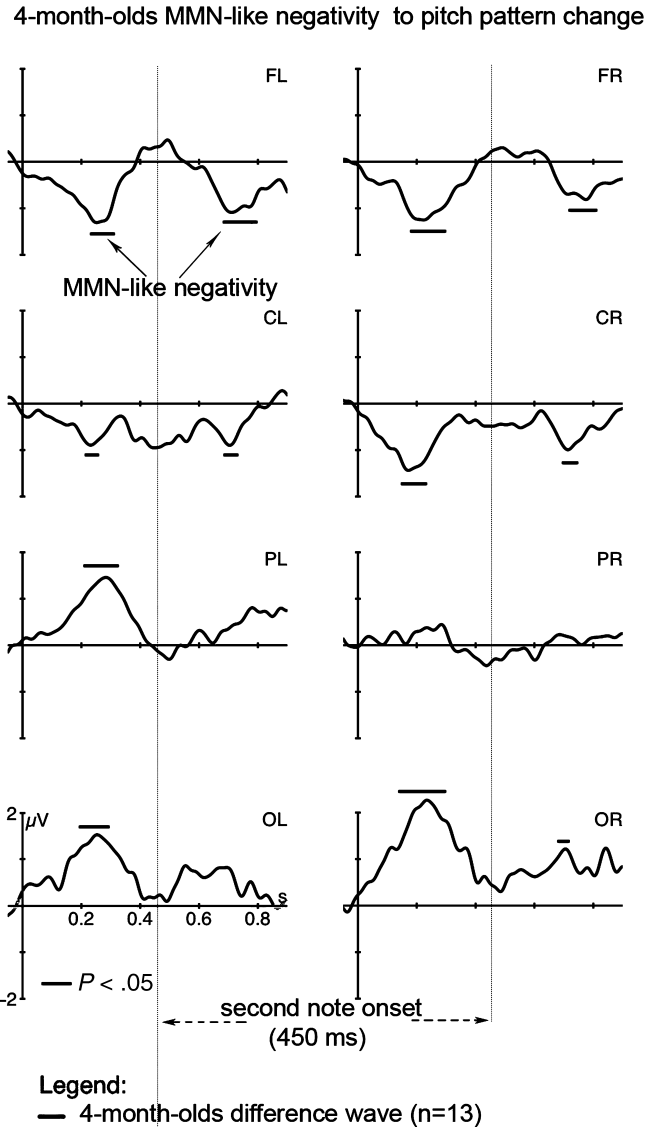 4-month-olds MMN-like negativity to pitch pattern change
FL
FR
MMN-like negativity
CL
CR
PL
PR
2 µV
OL
OR
s
0.2 0.4 0.6 0.8
P < .05
-2
second note onset
(450 ms)
Legend:
4-month-olds difference wave (n=13)